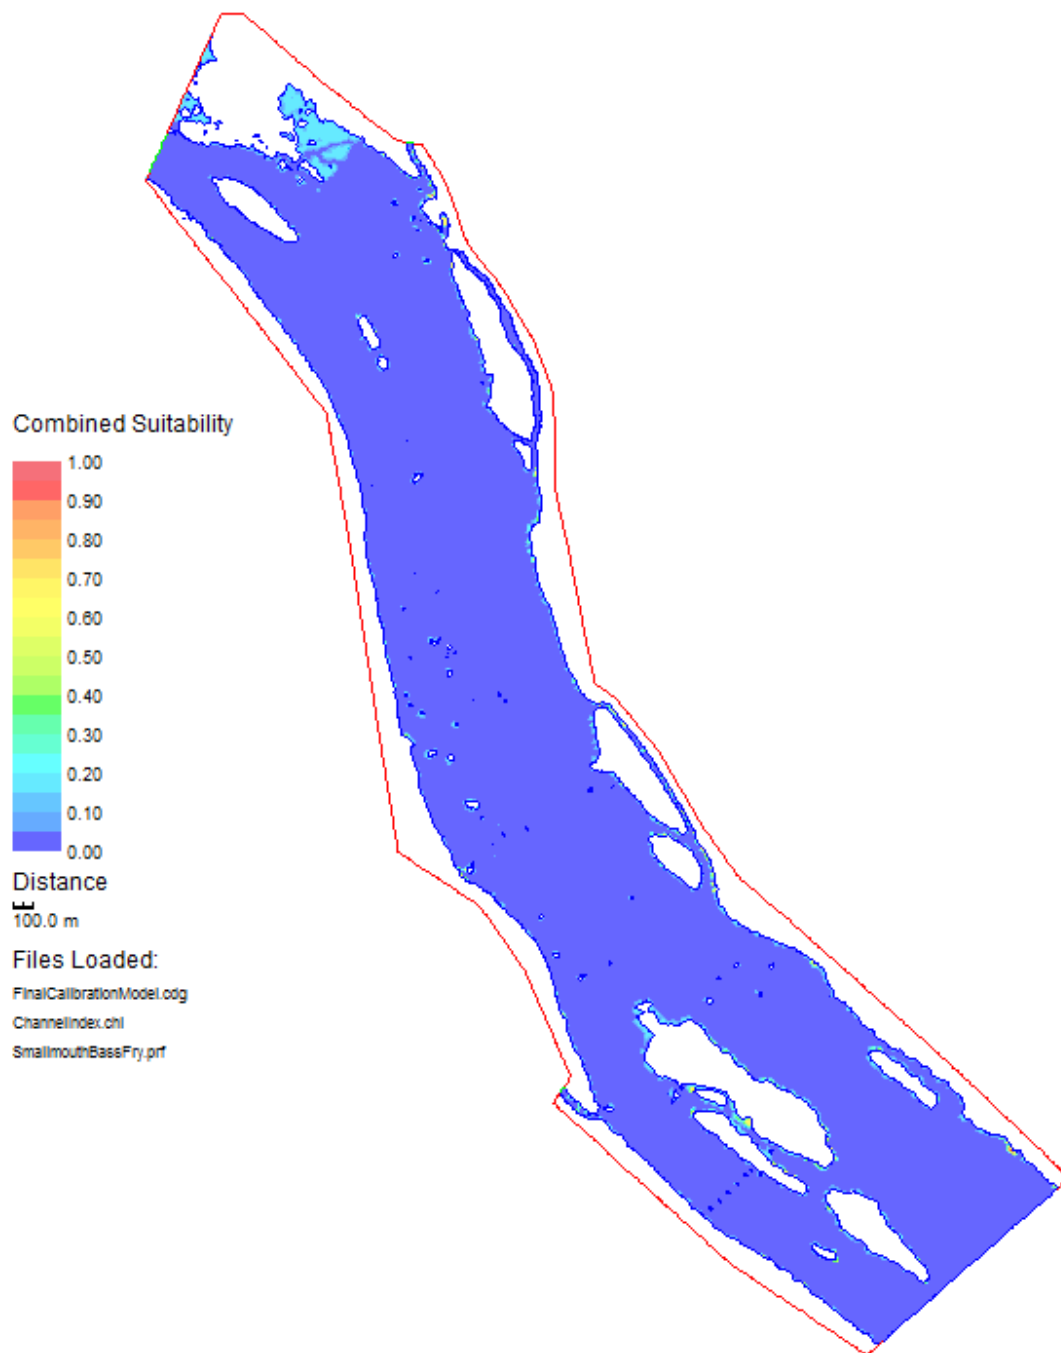 Combined Suitability
1.00
0.90
0.80
0.70
0.60
0.50
0.40
0.30
0.20
0.10
0.00
Distance
100.0 m
Files Loaded:
FinalCalibrationModel.cdg
ChannelIndex.chi
SmallmouthBassFry.prf